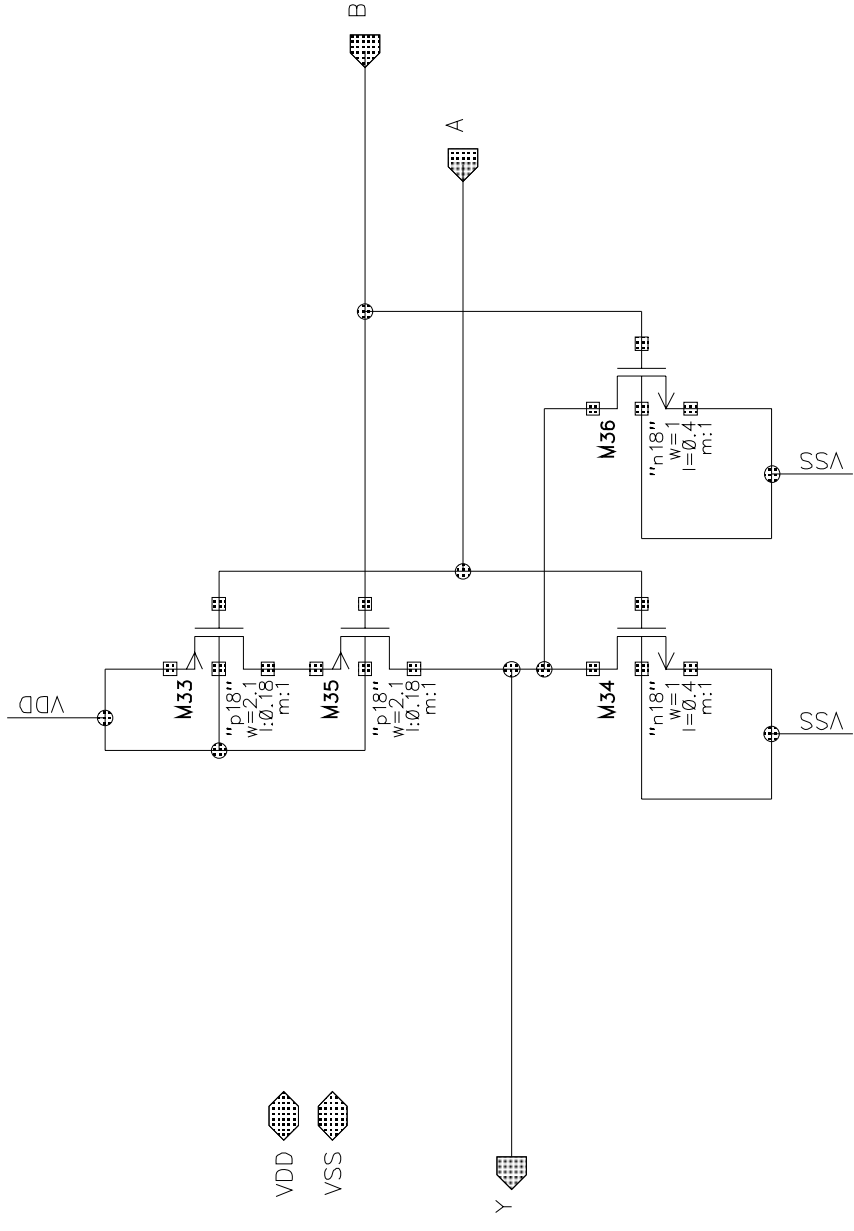 B
A
VDD
M33
"p18"
w=2.1
l:0.18
m:1
M35
"p18"
w=2.1
l:0.18
m:1
M36
"n18"
w=1
l=0.4
m:1
VSS
M34
"n18"
w=1
l=0.4
m:1
VSS
VDD
VSS
Y